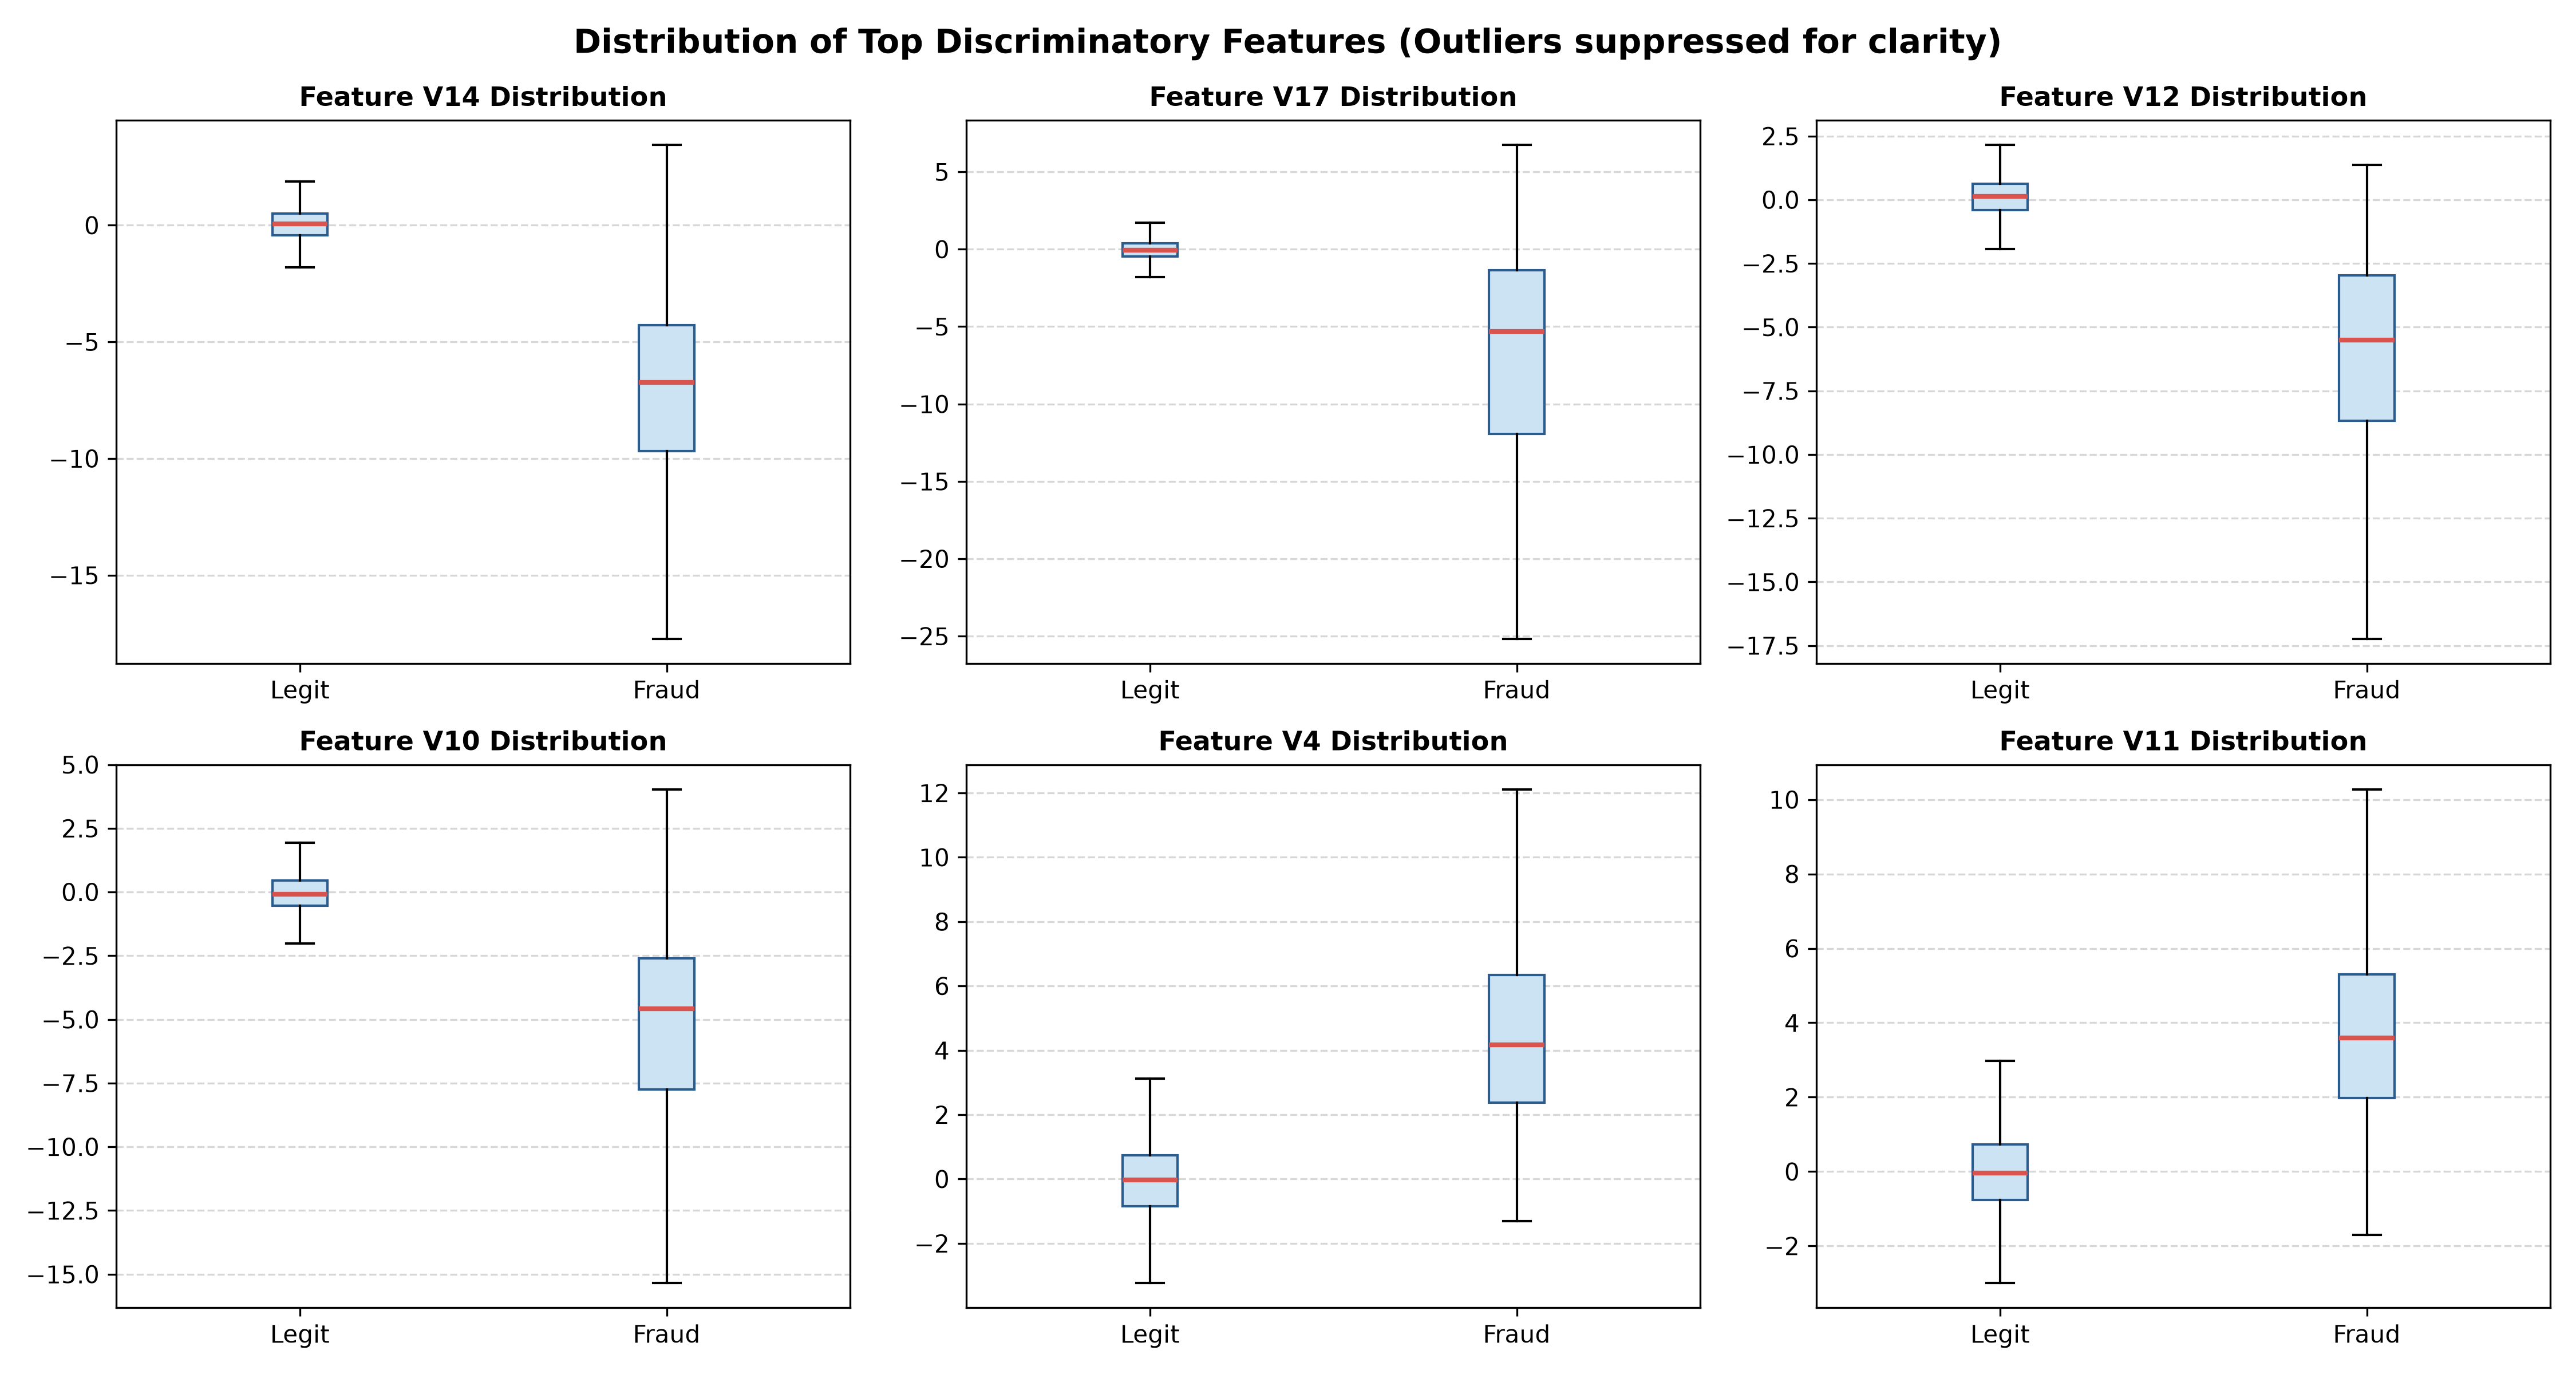 Distribution of Top Discriminatory Features (Outliers suppressed for clarity)
Feature V14 Distribution
0
−5
−10
−15
Legit
Fraud
Feature V17 Distribution
5
0
−5
−10
−15
−20
−25
Legit
Fraud
Feature V12 Distribution
2.5
0.0
−2.5
−5.0
−7.5
−10.0
−12.5
−15.0
−17.5
Legit
Fraud
Feature V10 Distribution
5.0
2.5
0.0
−2.5
−5.0
−7.5
−10.0
−12.5
−15.0
Legit
Fraud
Feature V4 Distribution
12
10
8
6
4
2
0
−2
Legit
Fraud
Feature V11 Distribution
10
8
6
4
2
0
−2
Legit
Fraud